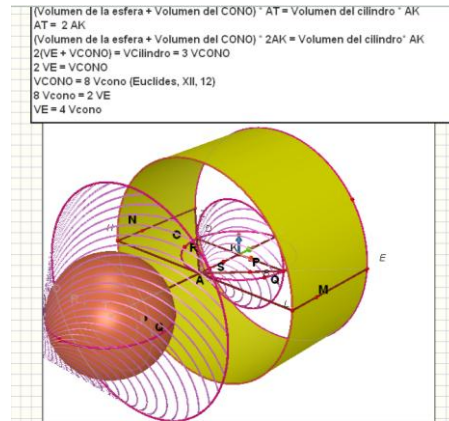 (Volumen de la esfera + Volumen del CONO) * AT = Volumen del cilindro * AK
AT = 2 AK
(Volumen de la esfera + Volumen del CONO) * 2AK = Volumen del cilindro* AK
2(VE + VCONO) = VCilindro = 3 VCONO
2 VE = VCONO
VCONO = 8 Vcono (Euclides, XII, 12)
8 Vcono = 2 VE
VE = 4 Vcono
N
H
D
O
R
K
E
A
S
P
Q
M
L
G